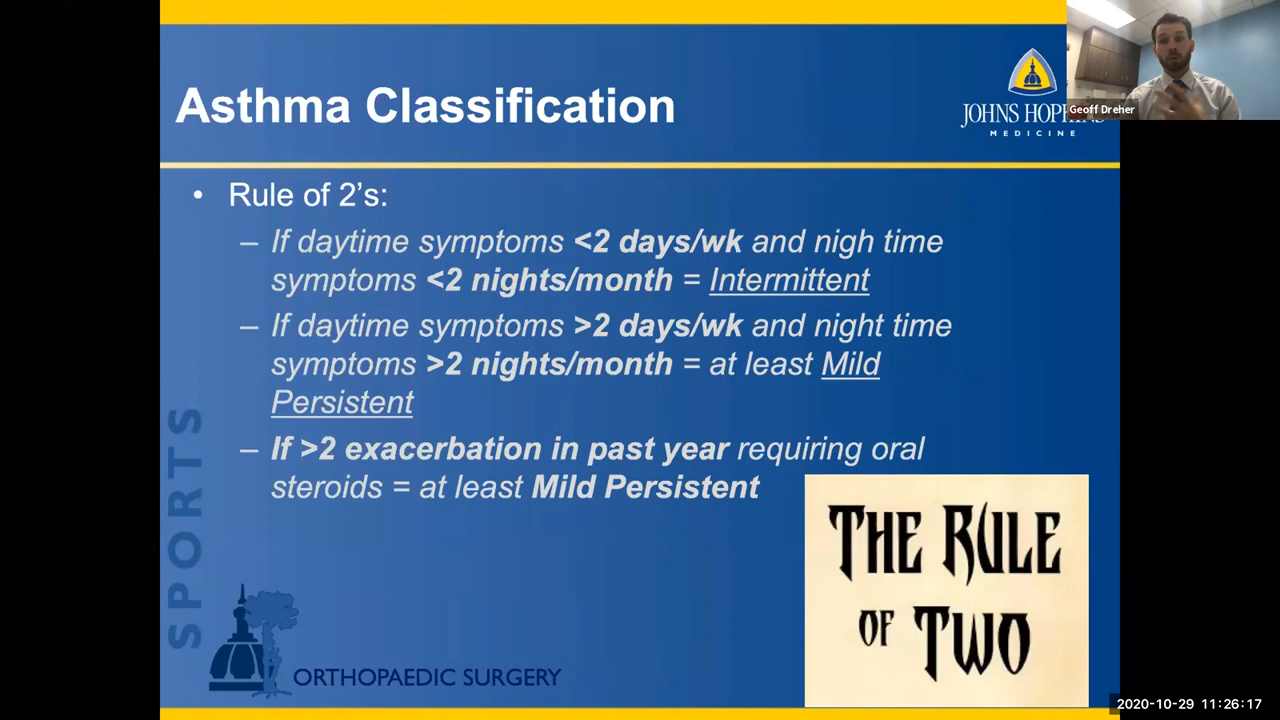 Asthma Classification
JOHNS HOPKINS
MEDICINE
Geoff Dreher
• Rule of 2's:
– If daytime symptoms <2 days/wk and nigh time
symptoms <2 nights/month = Intermittent
– If daytime symptoms >2 days/wk and night time
symptoms >2 nights/month = at least Mild
Persistent
– If >2 exacerbation in past year requiring oral
steroids = at least Mild Persistent
SPORTS
THE RULE
OF TWO
ORTHOPAEDIC SURGERY
2020-10-29 11:26:17